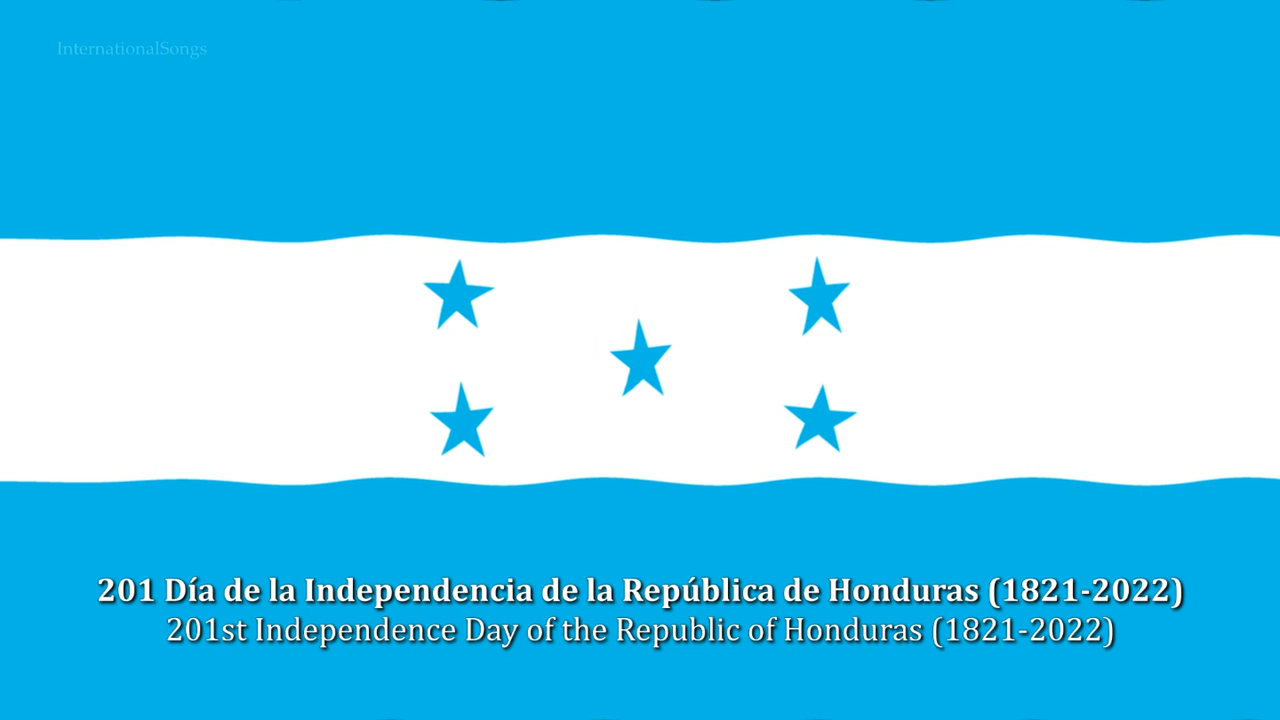 InternationalSongs
201 Día de la Independencia de la República de Honduras (1821-2022)
201st Independence Day of the Republic of Honduras (1821-2022)